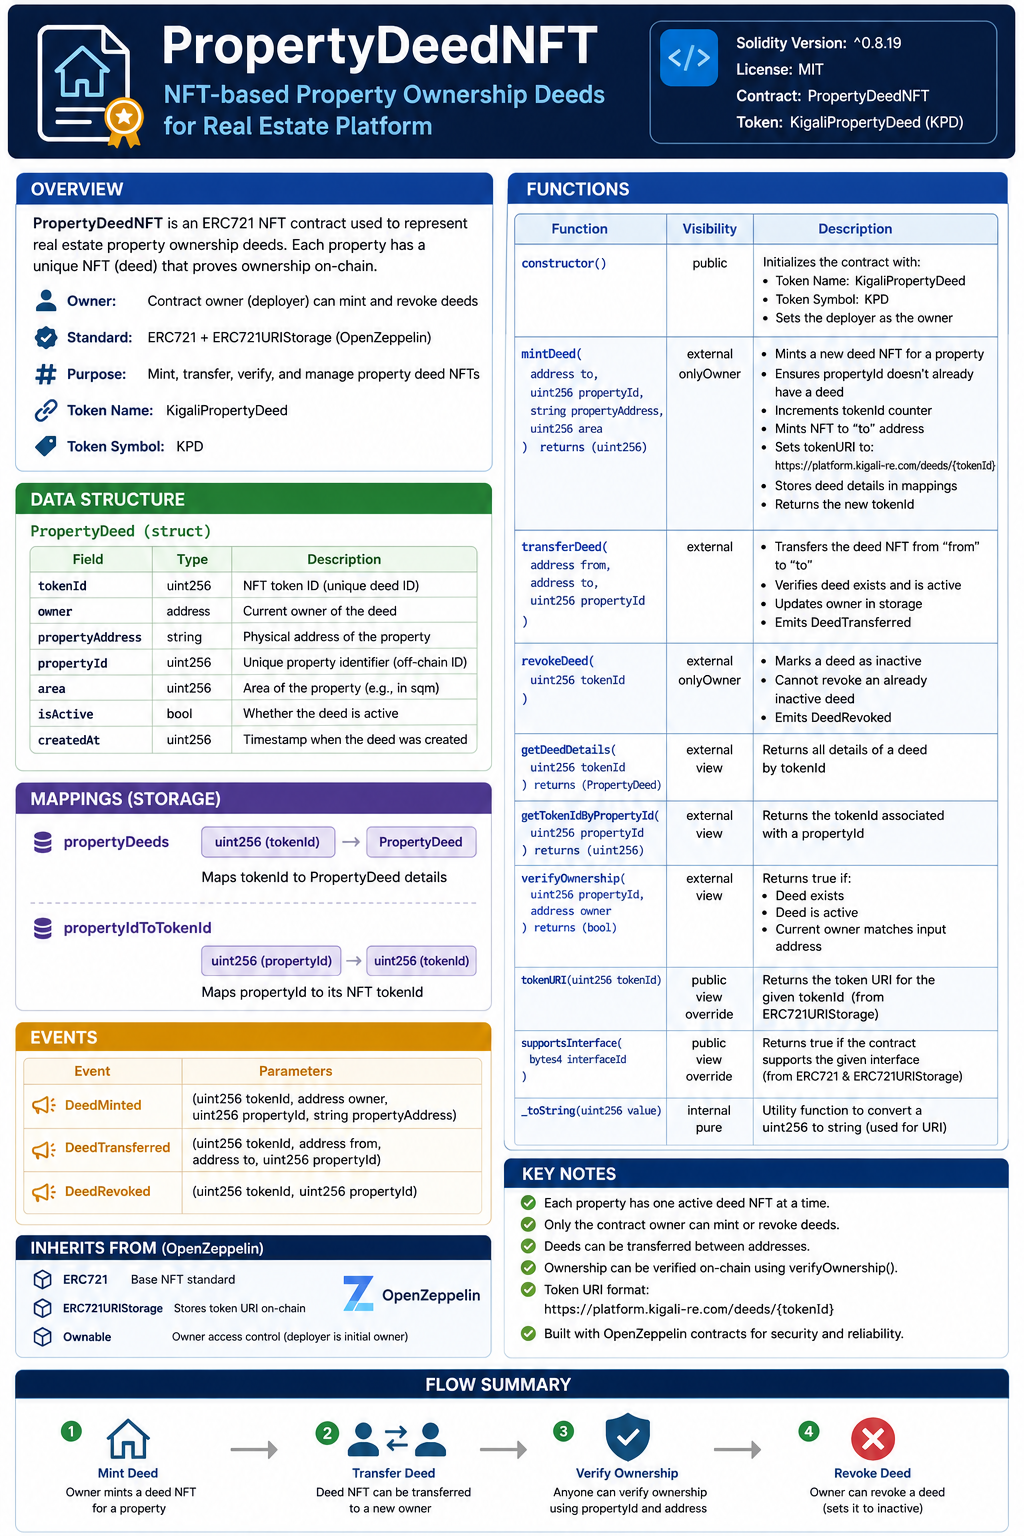 PropertyDeedNFT
NFT-based Property Ownership Deeds
for Real Estate Platform
</>
Solidity Version: ^0.8.19
License: MIT
Contract: PropertyDeedNFT
Token: KigaliPropertyDeed (KPD)
OVERVIEW
PropertyDeedNFT is an ERC721 NFT contract used to represent
real estate property ownership deeds. Each property has a
unique NFT (deed) that proves ownership on-chain.
Owner: Contract owner (deployer) can mint and revoke deeds
Standard: ERC721 + ERC721URIStorage (OpenZeppelin)
Purpose: Mint, transfer, verify, and manage property deed NFTs
Token Name: KigaliPropertyDeed
Token Symbol: KPD
DATA STRUCTURE
PropertyDeed (struct)
Field Type Description
tokenId uint256 NFT token ID (unique deed ID)
owner address Current owner of the deed
propertyAddress string Physical address of the property
propertyId uint256 Unique property identifier (off-chain ID)
area uint256 Area of the property (e.g., in sqm)
isActive bool Whether the deed is active
createdAt uint256 Timestamp when the deed was created
MAPPINGS (STORAGE)
propertyDeeds uint256 (tokenId) → PropertyDeed
Maps tokenId to PropertyDeed details
propertyIdToTokenId
uint256 (propertyId) → uint256 (tokenId)
Maps propertyId to its NFT tokenId
EVENTS
Event Parameters
DeedMinted (uint256 tokenId, address owner,
uint256 propertyId, string propertyAddress)
DeedTransferred (uint256 tokenId, address from,
address to, uint256 propertyId)
DeedRevoked (uint256 tokenId, uint256 propertyId)
INHERITS FROM (OpenZeppelin)
ERC721 Base NFT standard
ERC721URIStorage Stores token URI on-chain
Ownable Owner access control (deployer is initial owner)
OpenZeppelin
FUNCTIONS
Function Visibility Description
constructor() public Initializes the contract with:
• Token Name: KigaliPropertyDeed
• Token Symbol: KPD
• Sets the deployer as the owner
mintDeed( external • Mints a new deed NFT for a property
address to, onlyOwner • Ensures propertyId doesn't already
uint256 propertyId, have a deed
string propertyAddress, • Increments tokenId counter
uint256 area • Mints NFT to “to” address
) returns (uint256) • Sets tokenURI to:
https://platform.kigali-re.com/deeds/{tokenId}
• Stores deed details in mappings
• Returns the new tokenId
transferDeed( external • Transfers the deed NFT from “from”
address from, to “to”
address to, • Verifies deed exists and is active
uint256 propertyId • Updates owner in storage
) • Emits DeedTransferred
revokeDeed( external • Marks a deed as inactive
uint256 tokenId onlyOwner • Cannot revoke an already
) inactive deed
• Emits DeedRevoked
getDeedDetails( external Returns all details of a deed
uint256 tokenId view by tokenId
) returns (PropertyDeed)
getTokenIdByPropertyId( external Returns the tokenId associated
uint256 propertyId view with a propertyId
) returns (uint256)
verifyOwnership( external Returns true if:
uint256 propertyId, view • Deed exists
address owner • Deed is active
) returns (bool) • Current owner matches input
address
tokenURI(uint256 tokenId) public Returns the token URI for the
view given tokenId (from
override ERC721URIStorage)
supportsInterface( public Returns true if the contract
bytes4 interfaceId view supports the given interface
) override (from ERC721 & ERC721URIStorage)
_toString(uint256 value) internal Utility function to convert a
pure uint256 to string (used for URI)
KEY NOTES
Each property has one active deed NFT at a time.
Only the contract owner can mint or revoke deeds.
Deeds can be transferred between addresses.
Ownership can be verified on-chain using verifyOwnership().
Token URI format:
https://platform.kigali-re.com/deeds/{tokenId}
Built with OpenZeppelin contracts for security and reliability.
FLOW SUMMARY
1
Mint Deed
Owner mints a deed NFT
for a property
2
Transfer Deed
Deed NFT can be transferred
to a new owner
3
Verify Ownership
Anyone can verify ownership
using propertyId and address
4
Revoke Deed
Owner can revoke a deed
(sets it to inactive)